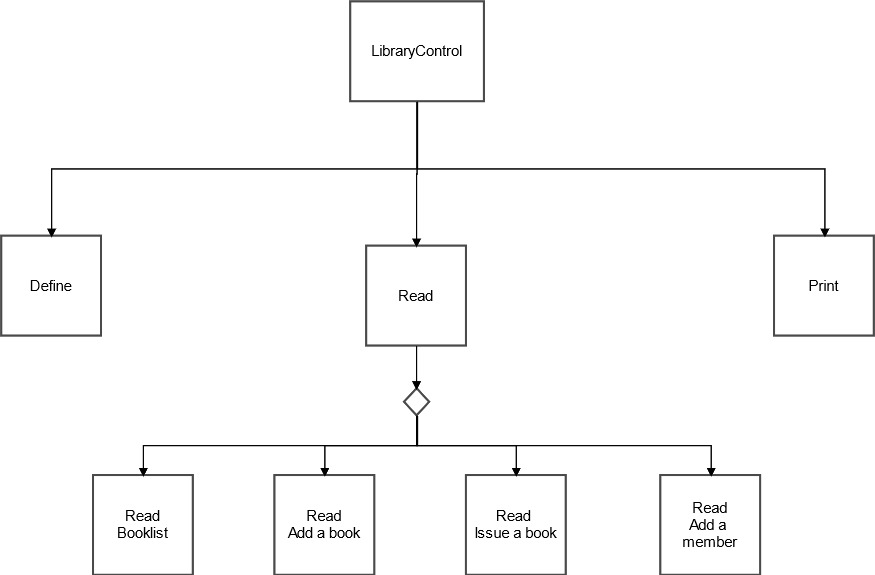 LibraryControl
Define
Read
Print
Read
Booklist
Read
Add a book
Read
Issue a book
Read
Add a
member